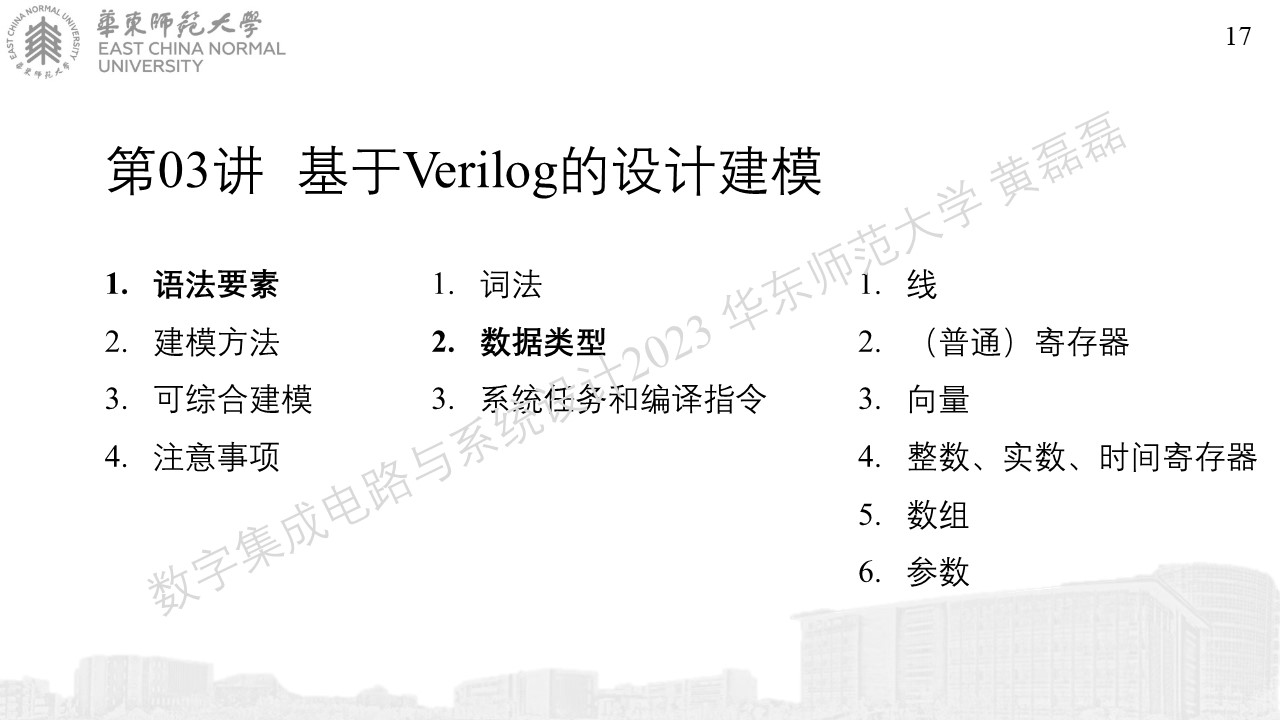 華東師範大學
EAST CHINA NORMAL
UNIVERSITY
EAST CHINA NORMAL UNIVERSITY
華東师范大学
17
第03讲 基于Verilog的设计建模
1. 语法要素
2. 建模方法
3. 可综合建模
4. 注意事项
1. 词法
2. 数据类型
3. 系统任务和编译指令
1. 线
2. （普通）寄存器
3. 向量
4. 整数、实数、时间寄存器
5. 数组
6. 参数
数字集成电路与系统设计2023 华东师范大学 黄磊磊